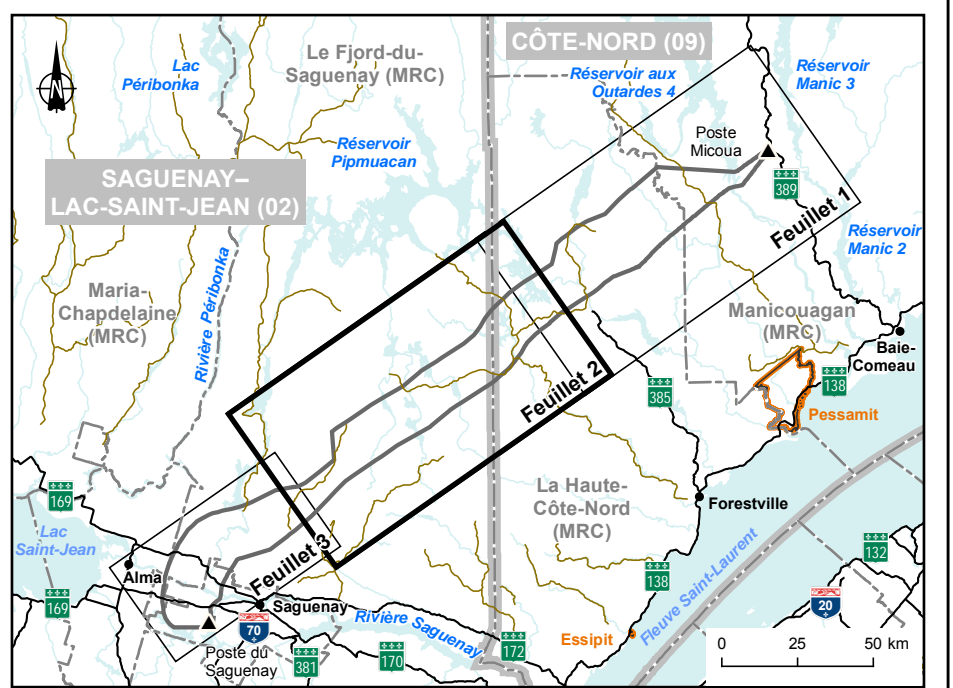 CÔTE-NORD (09)
Le Fjord-du-
Saguenay (MRC)
Lac
Péribonka
Réservoir aux
Outardes 4
Réservoir
Manic 3
Poste
Micoua
389
Réservoir
Pipmuacan
SAGUENAY–
LAC-SAINT-JEAN (02)
Feuillet 1
Réservoir
Manic 2
Rivière Péribonka
Maria-
Chapdelaine
(MRC)
Manicouagan
(MRC)
Baie-
Comeau
138
Pessamit
385
Feuillet 2
La Haute-
Côte-Nord
(MRC)
Forestville
169
Lac
Saint-Jean
Alma
169
Feuillet 3
Saguenay
70
Poste du
Saguenay
381
170
Rivière Saguenay
172
138
Essipit
Fleuve Saint-Laurent
132
20
0 25 50 km